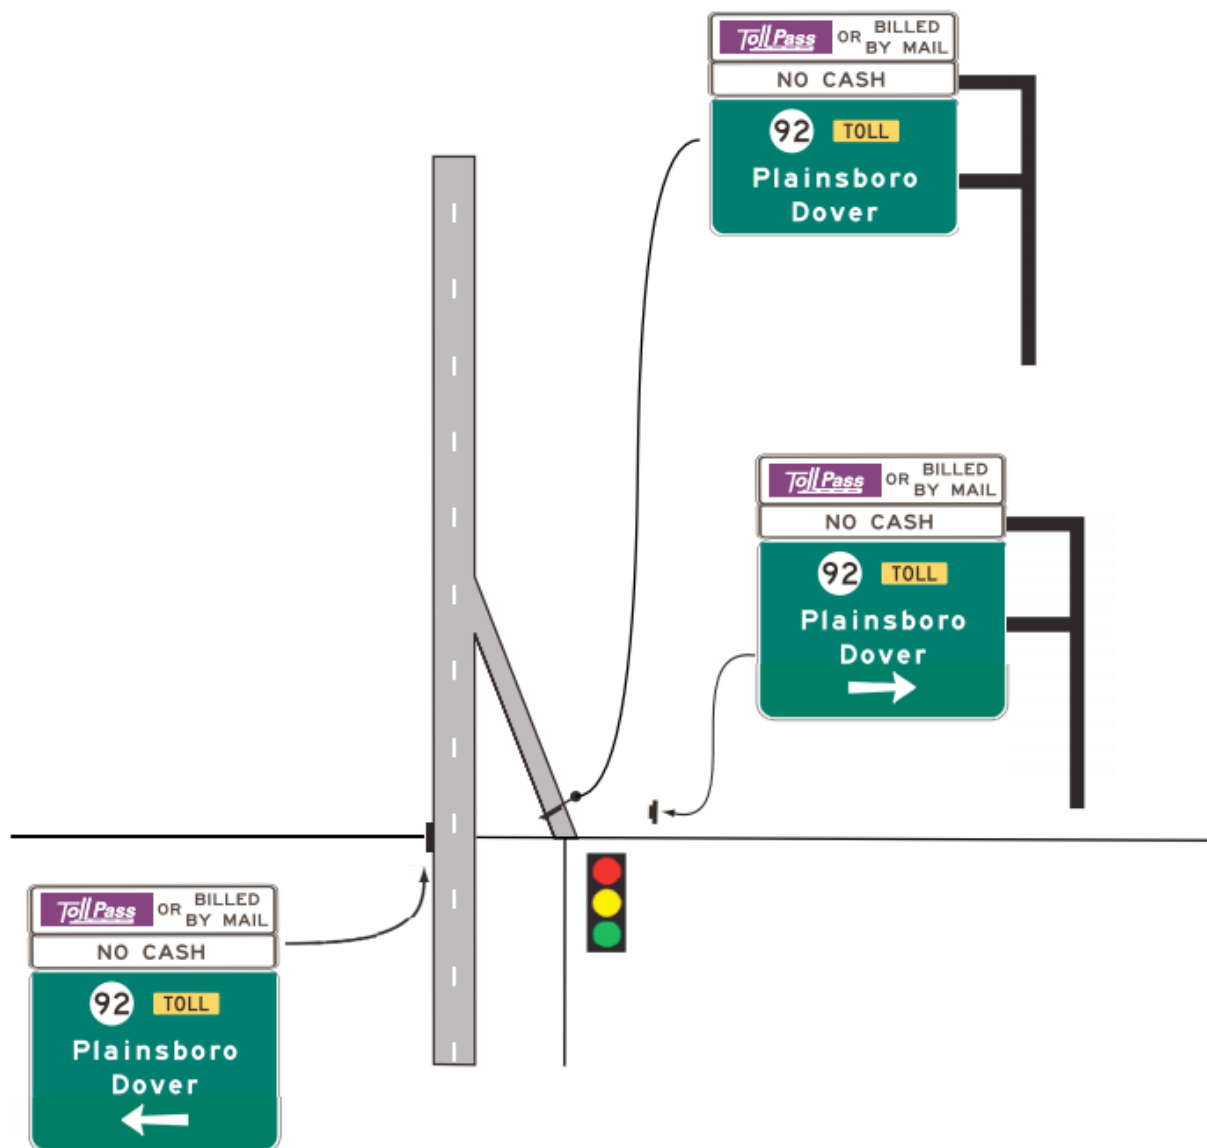 Toll Pass OR BILLED BY MAIL
NO CASH
92 TOLL
Plainsboro
Dover
Toll Pass OR BILLED BY MAIL
NO CASH
92 TOLL
Plainsboro
Dover
Toll Pass OR BILLED BY MAIL
NO CASH
92 TOLL
Plainsboro
Dover